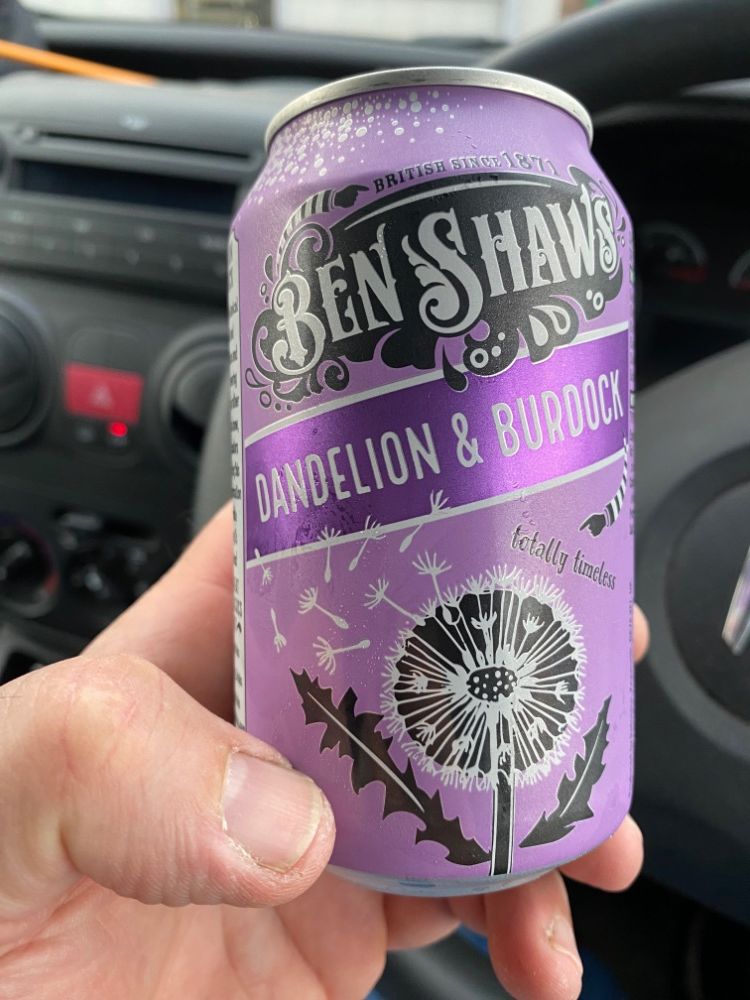 BRITISH SINCE 1871
BEN SHAWS
DANDELION & BURDOCK
totally timeless